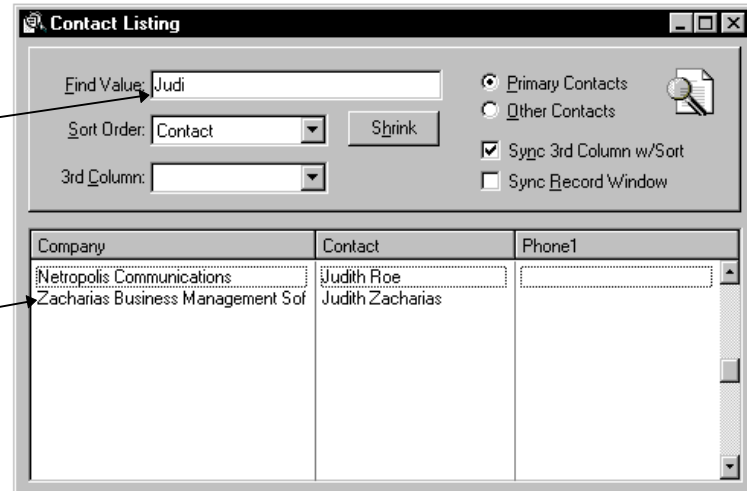 Contact Listing
Find Value: Judi
Primary Contacts
Other Contacts
Sort Order: Contact
Shrink
Sync 3rd Column w/Sort
3rd Column:
Sync Record Window
Company Contact Phone1
Netropolis Communications Judith Roe
Zacharias Business Management Sof Judith Zacharias